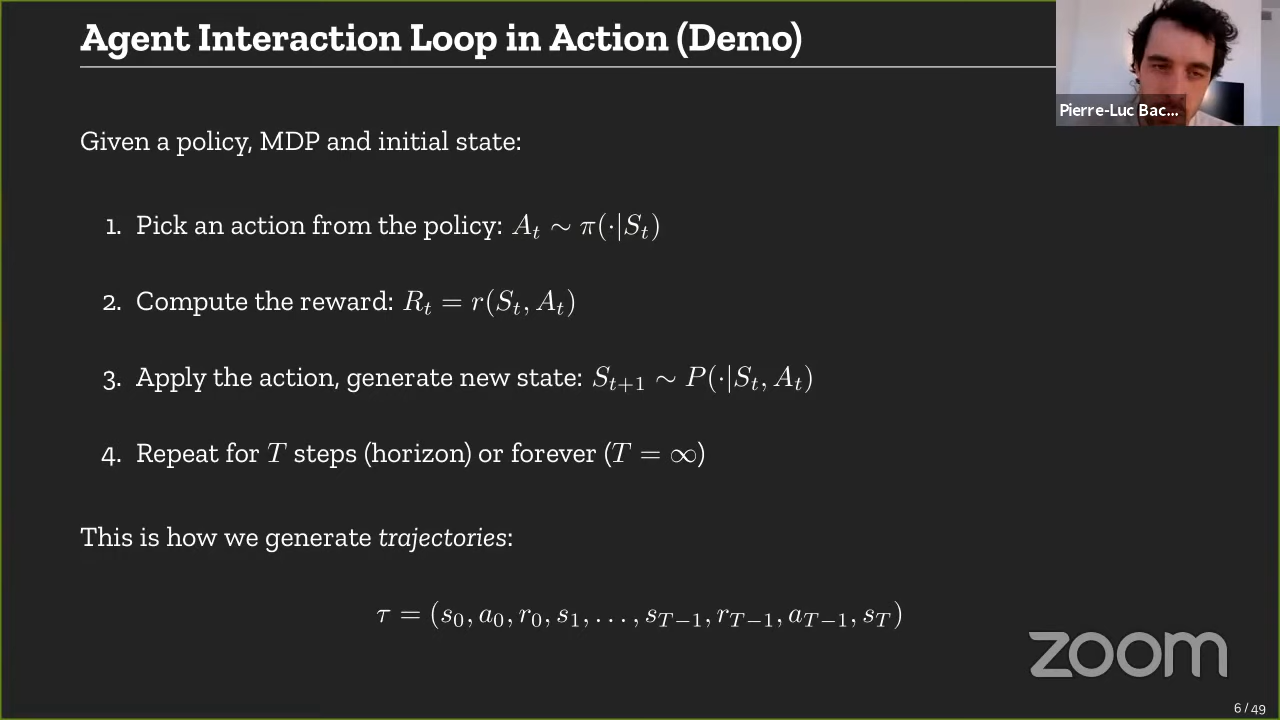 Agent Interaction Loop in Action (Demo)
Pierre-Luc Bac...
Given a policy, MDP and initial state:
1. Pick an action from the policy: $A_t \sim \pi(\cdot|S_t)$
2. Compute the reward: $R_t = r(S_t, A_t)$
3. Apply the action, generate new state: $S_{t+1} \sim P(\cdot|S_t, A_t)$
4. Repeat for $T$ steps (horizon) or forever ($T = \infty$)
This is how we generate trajectories:
$\tau = (s_0, a_0, r_0, s_1, \ldots, s_{T-1}, r_{T-1}, a_{T-1}, s_T)$
zoom
6 / 49